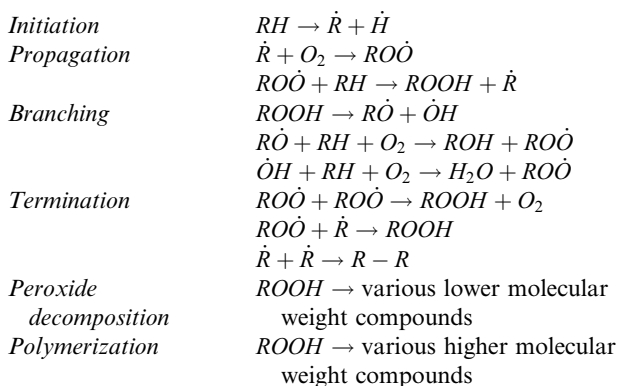 Initiation RH → Ṙ + Ḣ
Propagation Ṙ + O₂ → ROȮ
ROȮ + RH → ROOH + Ṙ
Branching ROOH → RȮ + ȮH
RȮ + RH + O₂ → ROH + ROȮ
ȮH + RH + O₂ → H₂O + ROȮ
Termination ROȮ + ROȮ → ROOH + O₂
ROȮ + Ṙ → ROOH
Ṙ + Ṙ → R − R
Peroxide ROOH → various lower molecular
decomposition weight compounds
Polymerization ROOH → various higher molecular
weight compounds